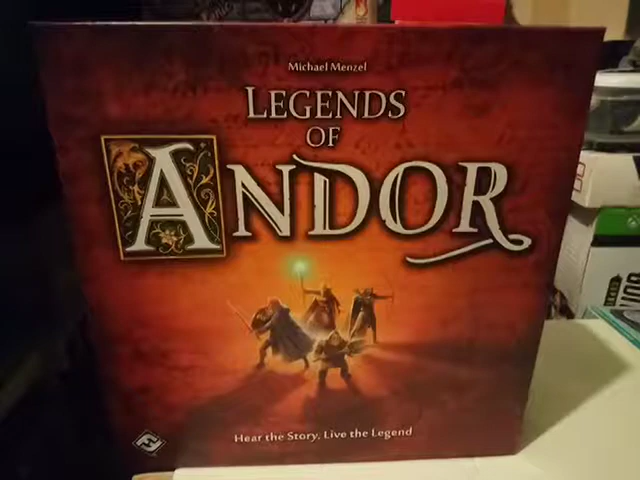 Michael Menzel
LEGENDS
OF
ANDOR
Hear the Story, Live the Legend